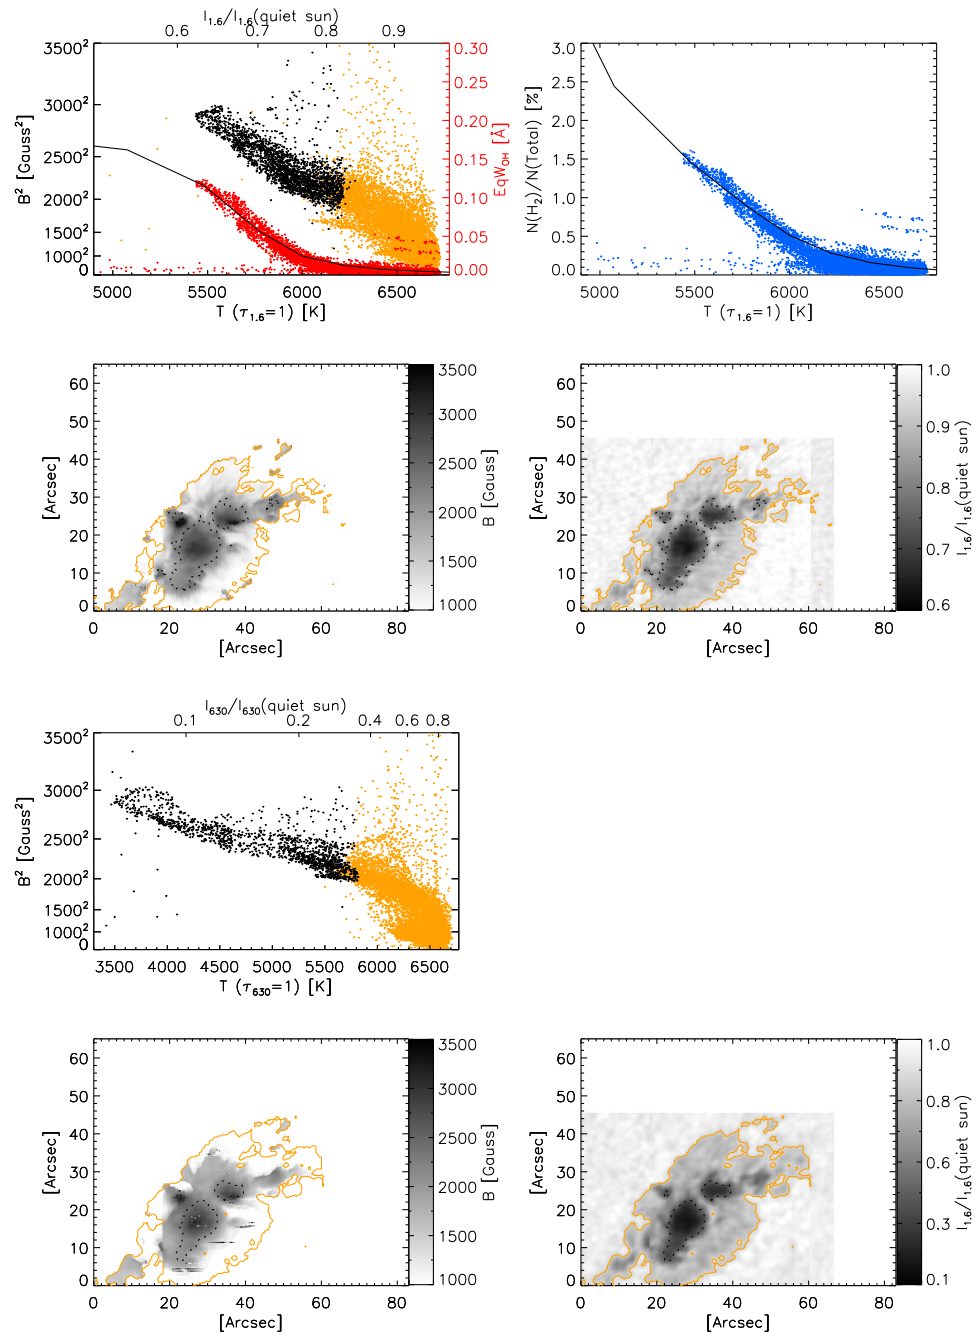 I1.6/I1.6(quiet sun)
0.6 0.7 0.8 0.9
B² [Gauss²]
3500²
3000²
2500²
2000²
1500²
1000²
0
0.30
0.25
0.20
0.15
0.10
0.05
0.00
EqWOH [Å]
5000 5500 6000 6500
T (τ1.6=1) [K]
N(H2)/N(Total) [%]
3.0
2.5
2.0
1.5
1.0
0.5
0.0
5000 5500 6000 6500
T (τ1.6=1) [K]
[Arcsec]
60
50
40
30
20
10
0
0 20 40 60 80
[Arcsec]
3500
3000
2500
2000
1500
1000
B [Gauss]
[Arcsec]
60
50
40
30
20
10
0
0 20 40 60 80
[Arcsec]
1.0
0.9
0.8
0.7
0.6
I1.6/I1.6(quiet sun)
I630/I630(quiet sun)
0.1 0.2 0.4 0.6 0.8
B² [Gauss²]
3500²
3000²
2500²
2000²
1500²
1000²
0
3500 4000 4500 5000 5500 6000 6500
T (τ630=1) [K]
[Arcsec]
60
50
40
30
20
10
0
0 20 40 60 80
[Arcsec]
3500
3000
2500
2000
1500
1000
B [Gauss]
[Arcsec]
60
50
40
30
20
10
0
0 20 40 60 80
[Arcsec]
1.0
0.8
0.6
0.3
0.1
I1.6/I1.6(quiet sun)